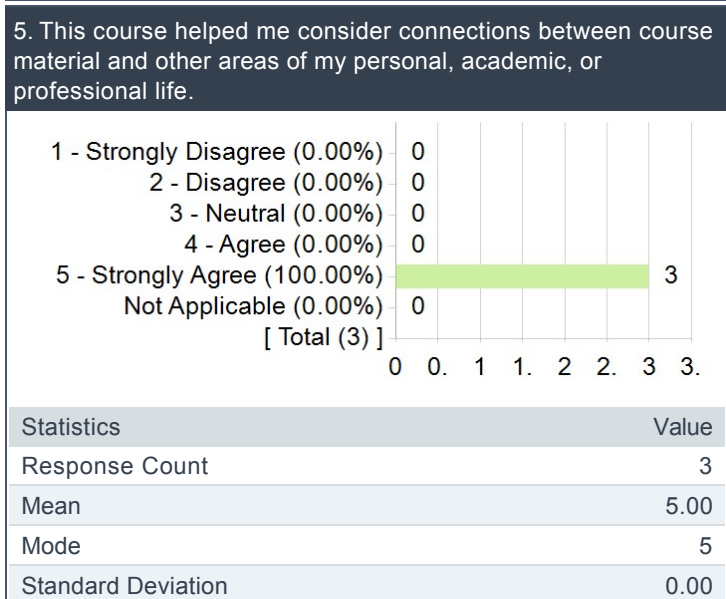 5. This course helped me consider connections between course
material and other areas of my personal, academic, or
professional life.
1 - Strongly Disagree (0.00%) 0
2 - Disagree (0.00%) 0
3 - Neutral (0.00%) 0
4 - Agree (0.00%) 0
5 - Strongly Agree (100.00%) 3
Not Applicable (0.00%) 0
[ Total (3) ]
0 0. 1 1. 2 2. 3 3.
Statistics Value
Response Count 3
Mean 5.00
Mode 5
Standard Deviation 0.00